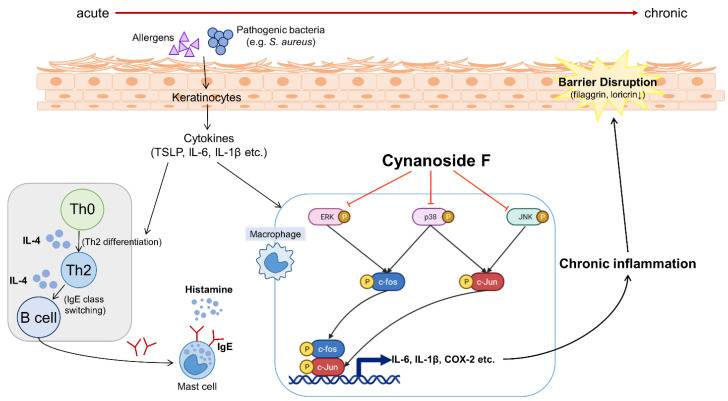 acute
chronic
Allergens
Pathogenic bacteria
(e.g. S. aureus)
Keratinocytes
Barrier Disruption
(filaggrin, loricrin↓)
Cytokines
(TSLP, IL-6, IL-1β etc.)
Cynanoside F
Th0
IL-4
(Th2 differentiation)
Th2
IL-4
(IgE class
switching)
B cell
Histamine
IgE
Mast cell
Macrophage
ERK P
p38 P
JNK P
P c-fos
P c-Jun
P c-fos
P c-Jun
IL-6, IL-1β, COX-2 etc.
Chronic inflammation